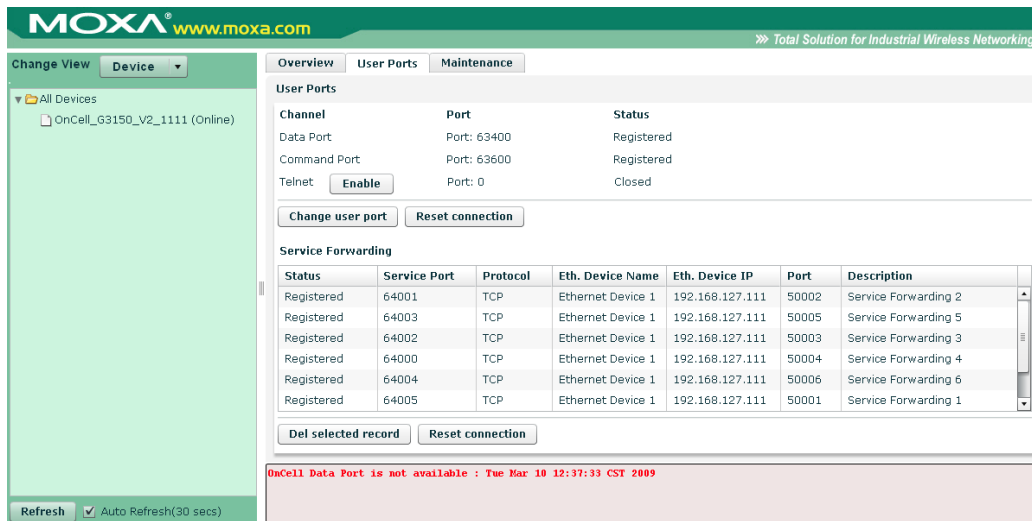 MOXA® www.moxa.com
Total Solution for Industrial Wireless Networking
Change View Device
All Devices
OnCell_G3150_V2_1111 (Online)
Refresh Auto Refresh(30 secs)
Overview User Ports Maintenance
User Ports
Channel Port Status
Data Port Port: 63400 Registered
Command Port Port: 63600 Registered
Telnet Enable Port: 0 Closed
Change user port Reset connection
Service Forwarding
Status Service Port Protocol Eth. Device Name Eth. Device IP Port Description
Registered 64001 TCP Ethernet Device 1 192.168.127.111 50002 Service Forwarding 2
Registered 64003 TCP Ethernet Device 1 192.168.127.111 50005 Service Forwarding 5
Registered 64002 TCP Ethernet Device 1 192.168.127.111 50003 Service Forwarding 3
Registered 64000 TCP Ethernet Device 1 192.168.127.111 50004 Service Forwarding 4
Registered 64004 TCP Ethernet Device 1 192.168.127.111 50006 Service Forwarding 6
Registered 64005 TCP Ethernet Device 1 192.168.127.111 50001 Service Forwarding 1
Del selected record Reset connection
OnCell Data Port is not available : Tue Mar 10 12:37:33 CST 2009